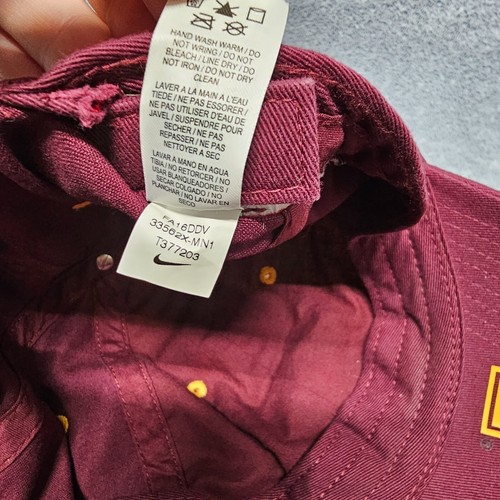 HAND WASH WARM / DO
NOT WRING / DO NOT
BLEACH / LINE DRY / DO
NOT IRON / DO NOT DRY
CLEAN
LAVER A LA MAIN A L'EAU
TIEDE / NE PAS ESSORER /
NE PAS UTILISER D'EAU DE
JAVEL / SUSPENDRE POUR
SECHER / NE PAS
REPASSER / NE PAS
NETTOYER A SEC
LAVAR A MANO EN AGUA
TIBIA / NO RETORCER / NO
USAR BLANQUEADORES /
SECAR COLGADO / NO
PLANCHAR / NO LAVAR EN
SECO
FA16DDV
33562X-MN1
T377203